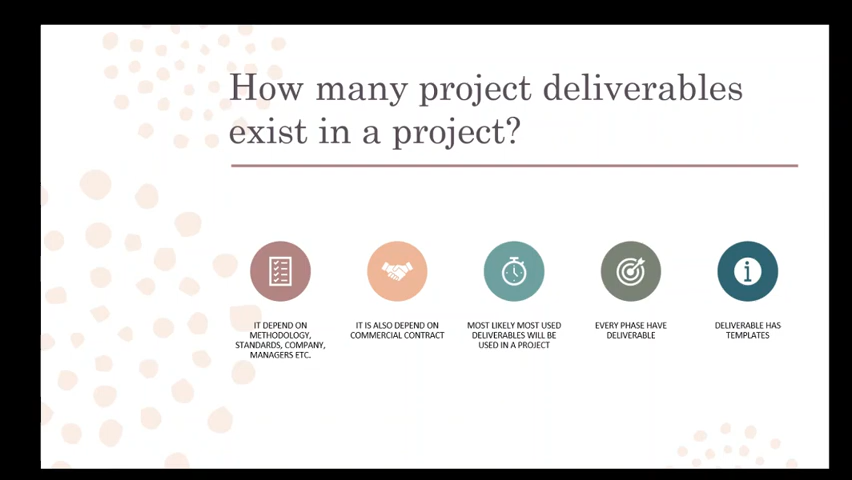 How many project deliverables
exist in a project?
IT DEPEND ON
METHODOLOGY,
STANDARDS, COMPANY,
MANAGERS ETC.
IT IS ALSO DEPEND ON
COMMERCIAL CONTRACT
MOST LIKELY MOST USED
DELIVERABLES WILL BE
USED IN A PROJECT
EVERY PHASE HAVE
DELIVERABLE
DELIVERABLE HAS
TEMPLATES